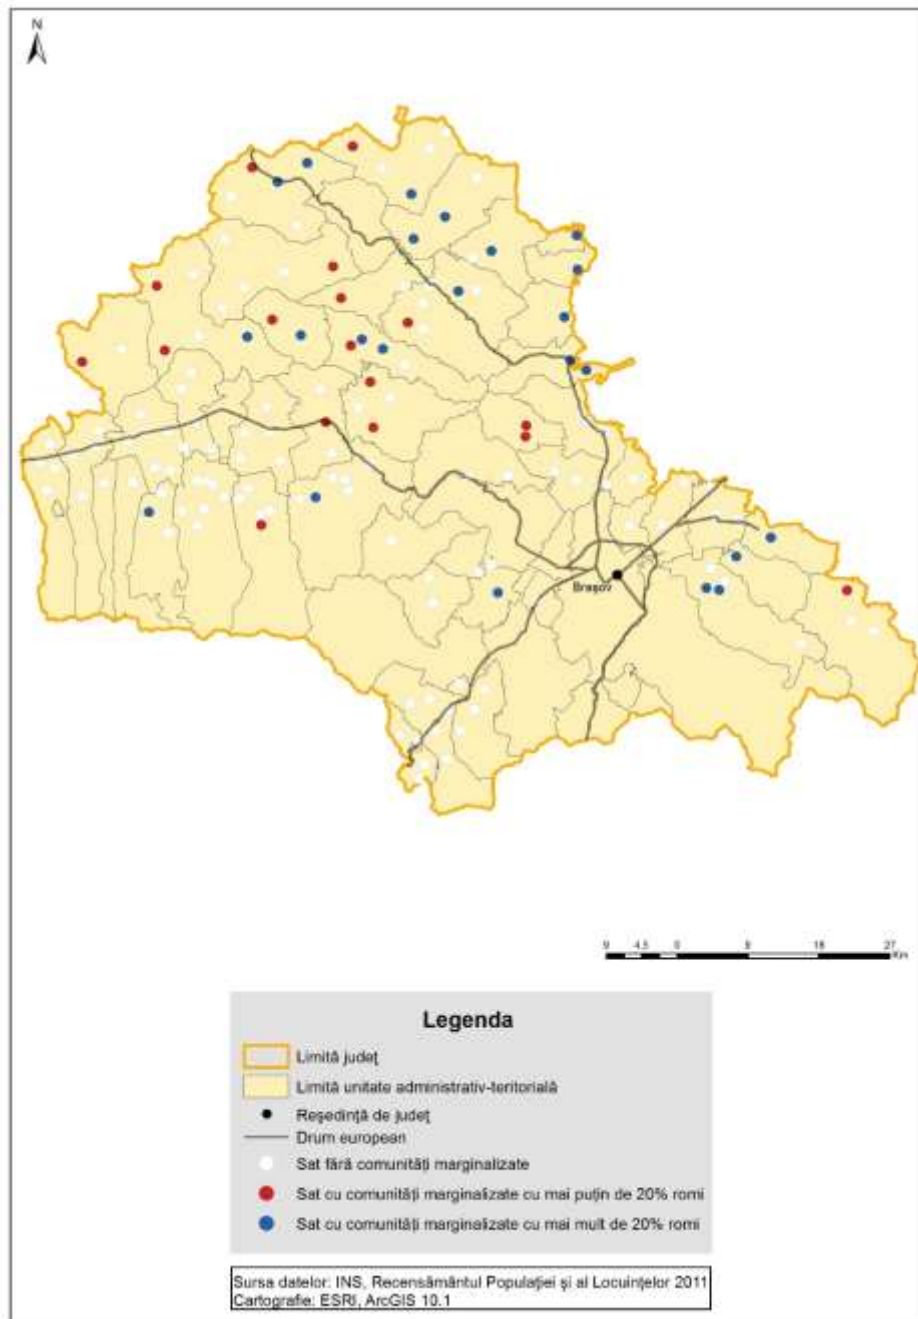 N
Brașov
9 4,5 0 9 18 27
Km
Legenda
Limită județ
Limită unitate administrativ-teritorială
Reședință de județ
Drum european
Sat fără comunități marginalizate
Sat cu comunități marginalizate cu mai puțin de 20% romi
Sat cu comunități marginalizate cu mai mult de 20% romi
Sursa datelor: INS, Recensământul Populației și al Locuințelor 2011
Cartografie: ESRI, ArcGIS 10.1